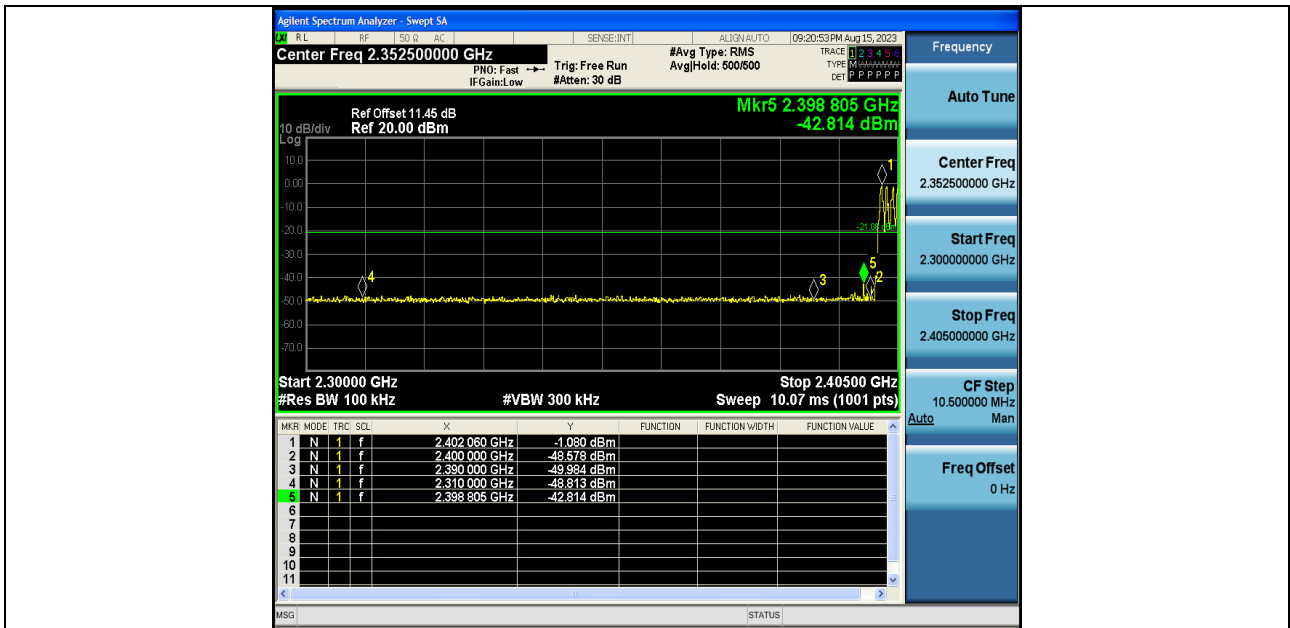 Agilent Spectrum Analyzer - Swept SA
RL RF 50 Ω AC SENSE:INT ALIGN AUTO 09:20:53 PM Aug 15, 2023
Center Freq 2.352500000 GHz
PNO: Fast
IFGain:Low
Trig: Free Run
#Atten: 30 dB
#Avg Type: RMS
Avg|Hold: 500/500
TRACE 1 2 3 4 5 6
TYPE M
DET P P P P P P
Mkr5 2.398 805 GHz
-42.814 dBm
Ref Offset 11.45 dB
10 dB/div Ref 20.00 dBm
Log
10.0
0.00
-10.0
-20.0
-30.0
-40.0
-50.0
-60.0
-70.0
1
5
4
3
2
Start 2.30000 GHz Stop 2.40500 GHz
#Res BW 100 kHz #VBW 300 kHz Sweep 10.07 ms (1001 pts)
MKR MODE TRC SCL X Y FUNCTION FUNCTION WIDTH FUNCTION VALUE
1 N 1 f 2.402 060 GHz -1.080 dBm
2 N 1 f 2.400 000 GHz -48.578 dBm
3 N 1 f 2.390 000 GHz -49.984 dBm
4 N 1 f 2.310 000 GHz -48.813 dBm
5 N 1 f 2.398 805 GHz -42.814 dBm
6
7
8
9
10
11
MSG STATUS
Frequency
Auto Tune
Center Freq
2.352500000 GHz
Start Freq
2.300000000 GHz
Stop Freq
2.405000000 GHz
CF Step
10.500000 MHz
Auto Man
Freq Offset
0 Hz